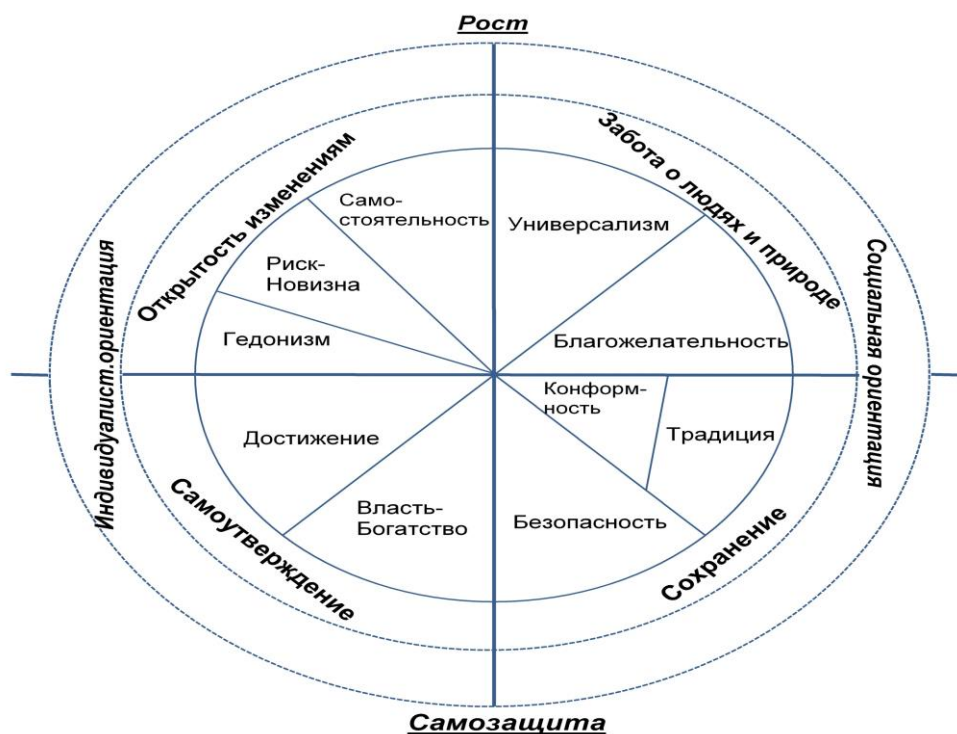 Рост
Открытость изменениям
Забота о людях и природе
Само-
стоятельность
Универсализм
Риск-
Новизна
Гедонизм
Благожелательность
Индивидуалист.ориентация
Социальная ориентация
Конформ-
ность
Традиция
Достижение
Власть-
Богатство
Безопасность
Самоутверждение
Сохранение
Самозащита